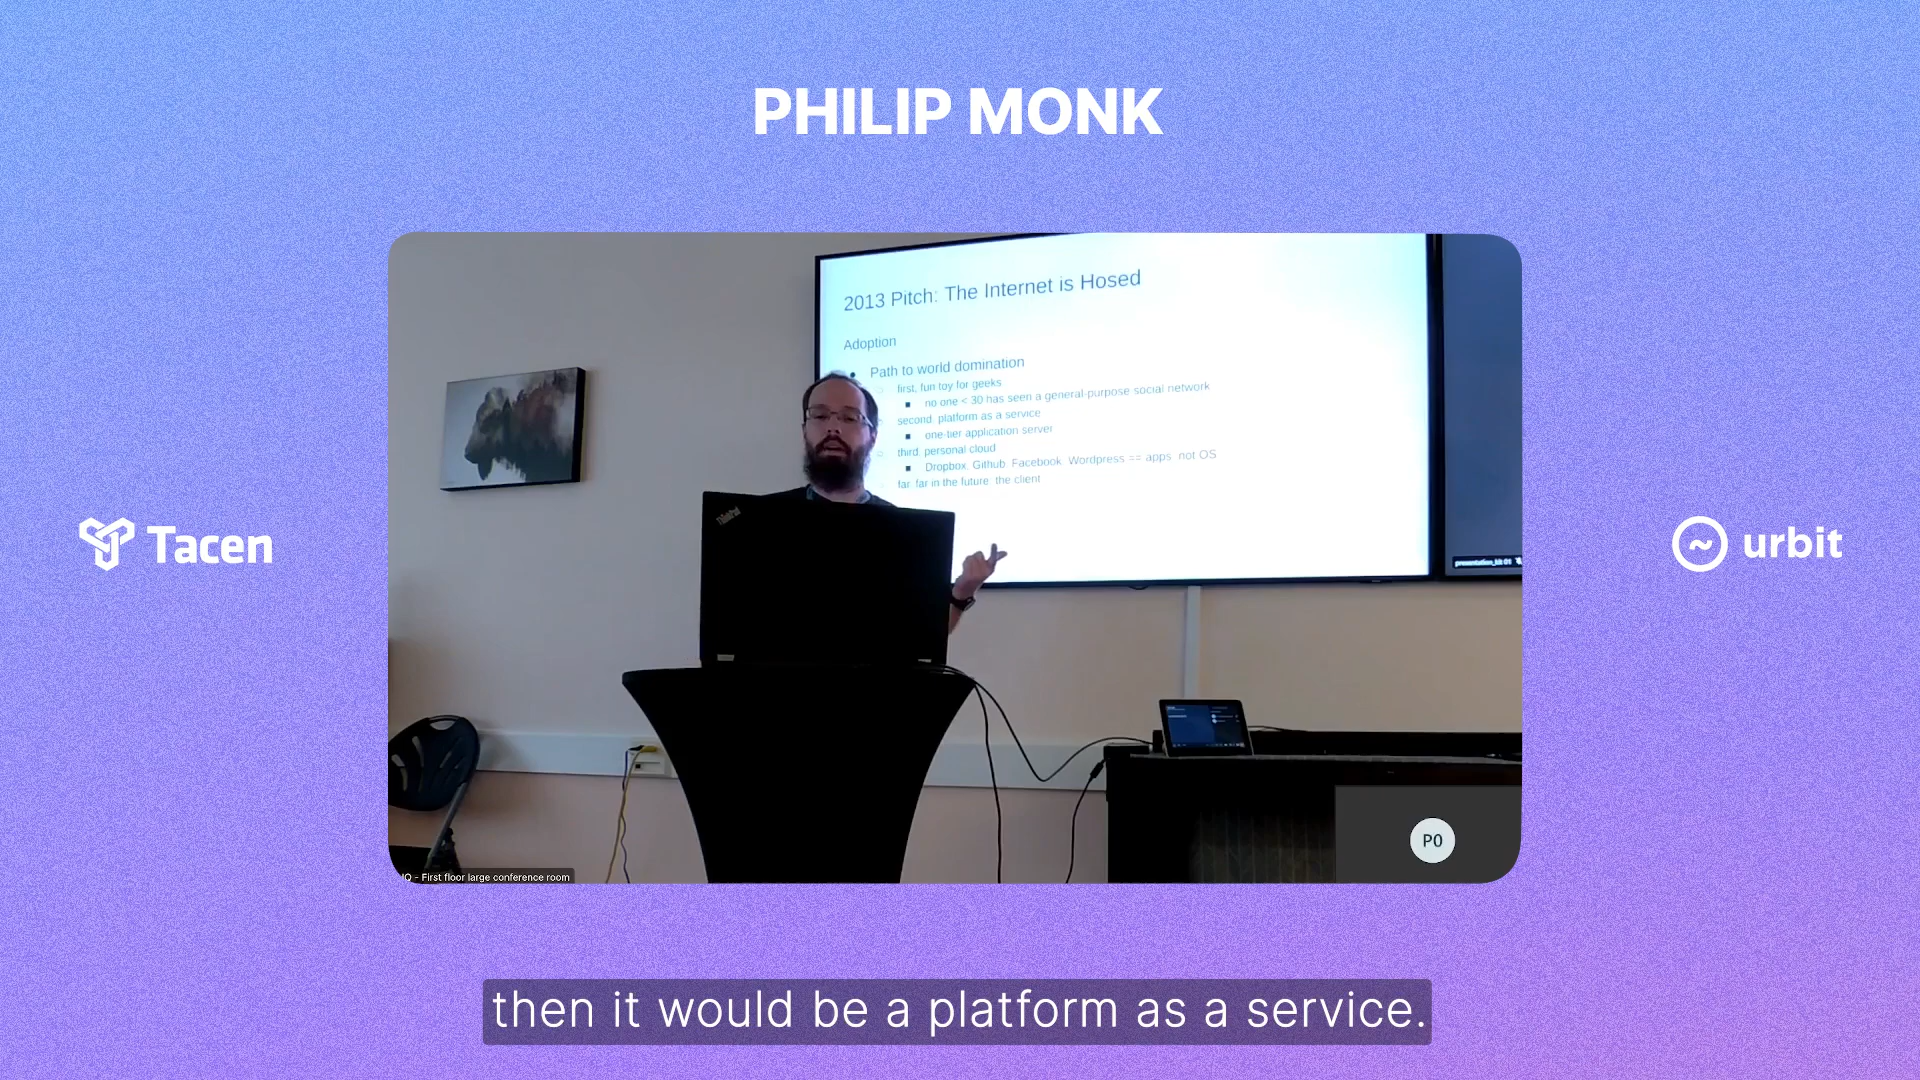 PHILIP MONK
2013 Pitch: The Internet is Hosed
Adoption
Path to world domination
first, fun toy for geeks
no one < 30 has seen a general-purpose social network
second, platform as a service
one-tier application server
third, personal cloud
Dropbox, Github, Facebook, Wordpress == apps, not OS
far, far in the future, the client
ThinkPad
Tacen
~ urbit
P0
- First floor large conference room
then it would be a platform as a service.